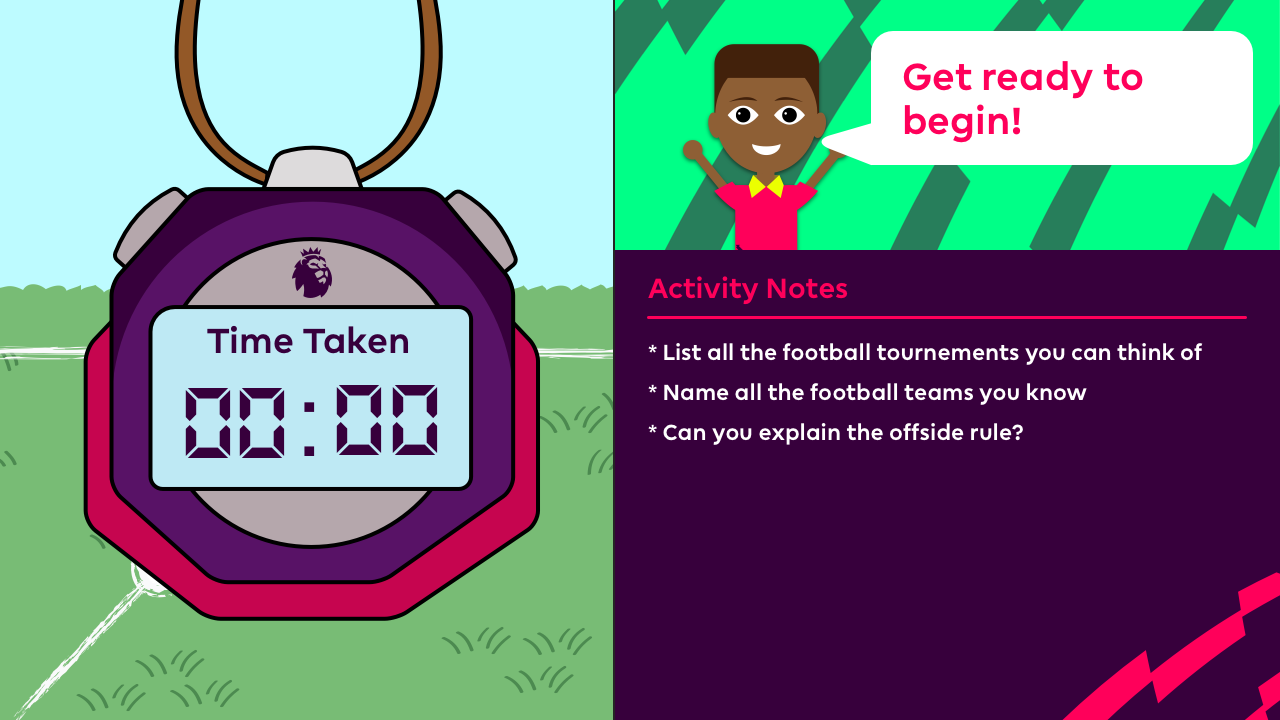 Time Taken
00:00
Get ready to
begin!
Activity Notes
* List all the football tournements you can think of
* Name all the football teams you know
* Can you explain the offside rule?